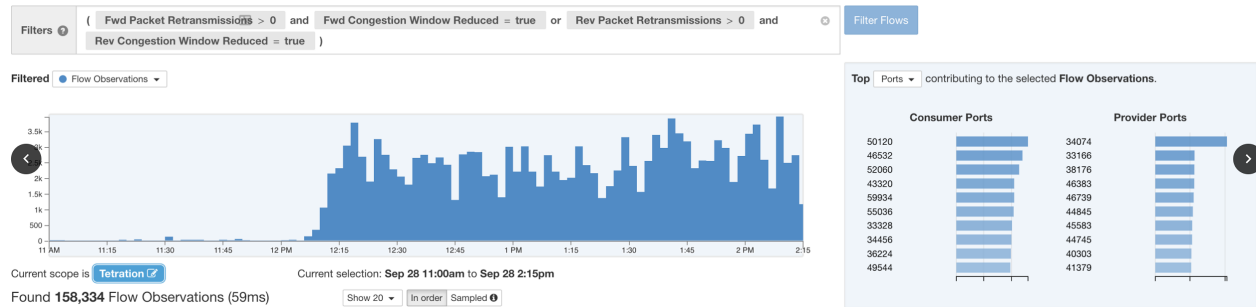 Filters ( Fwd Packet Retransmissions > 0 and Fwd Congestion Window Reduced = true or Rev Packet Retransmissions > 0 and
Rev Congestion Window Reduced = true )
Filter Flows
Filtered Flow Observations
3.5k
2k
1.5k
1k
500
0
11 AM 11:15 11:30 11:45 12 PM 12:15 12:30 12:45 1 PM 1:15 1:30 1:45 2 PM 2:15
Current scope is Tetration Current selection: Sep 28 11:00am to Sep 28 2:15pm
Found 158,334 Flow Observations (59ms) Show 20 In order Sampled
Top Ports contributing to the selected Flow Observations.
Consumer Ports Provider Ports
50120 34074
46532 33166
52060 38176
43320 46383
59934 46739
55036 44845
33328 45583
34456 44745
36224 40303
49544 41379